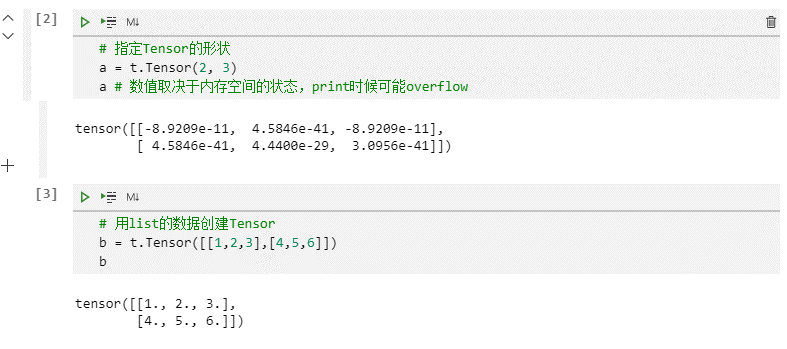 [2]
M↓
# 指定Tensor的形状
a = t.Tensor(2, 3)
a # 数值取决于内存空间的状态，print时候可能overflow
tensor([[-8.9209e-11,  4.5846e-41, -8.9209e-11],
        [ 4.5846e-41,  4.4400e-29,  3.0956e-41]])
[3]
M↓
# 用list的数据创建Tensor
b = t.Tensor([[1,2,3],[4,5,6]])
b
tensor([[1., 2., 3.],
        [4., 5., 6.]])